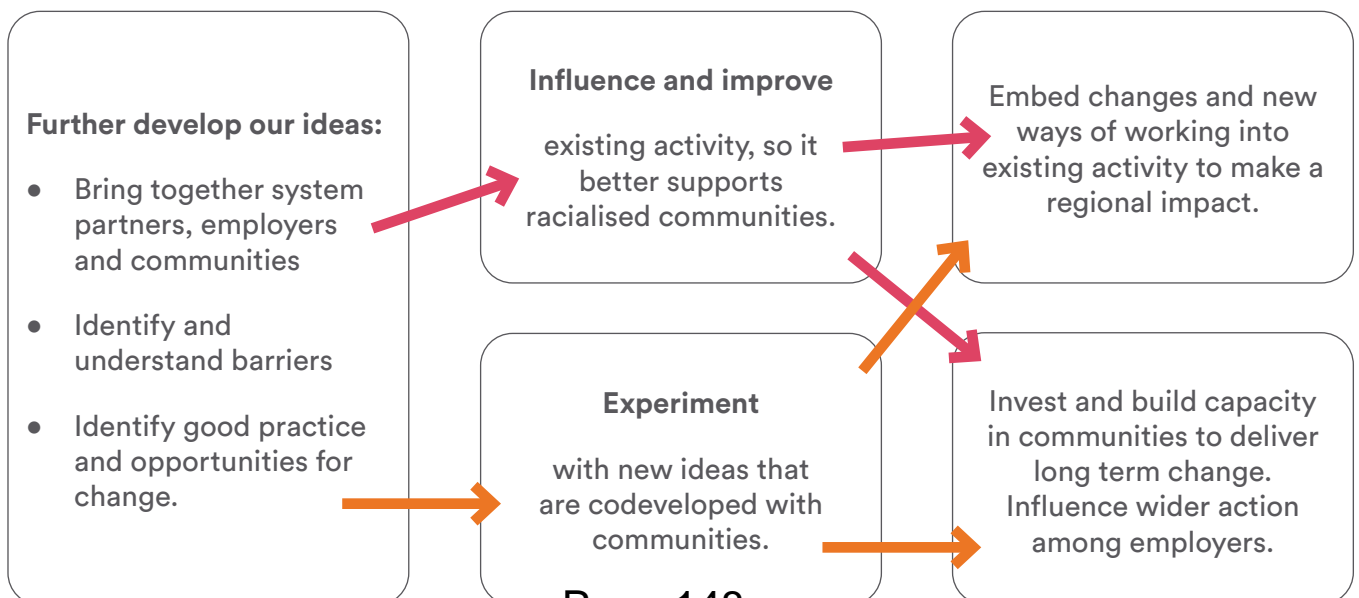 Further develop our ideas:
● Bring together system
partners, employers
and communities
● Identify and
understand barriers
● Identify good practice
and opportunities for
change.
Influence and improve
existing activity, so it
better supports
racialised communities.
Experiment
with new ideas that
are codeveloped with
communities.
Embed changes and new
ways of working into
existing activity to make a
regional impact.
Invest and build capacity
in communities to deliver
long term change.
Influence wider action
among employers.